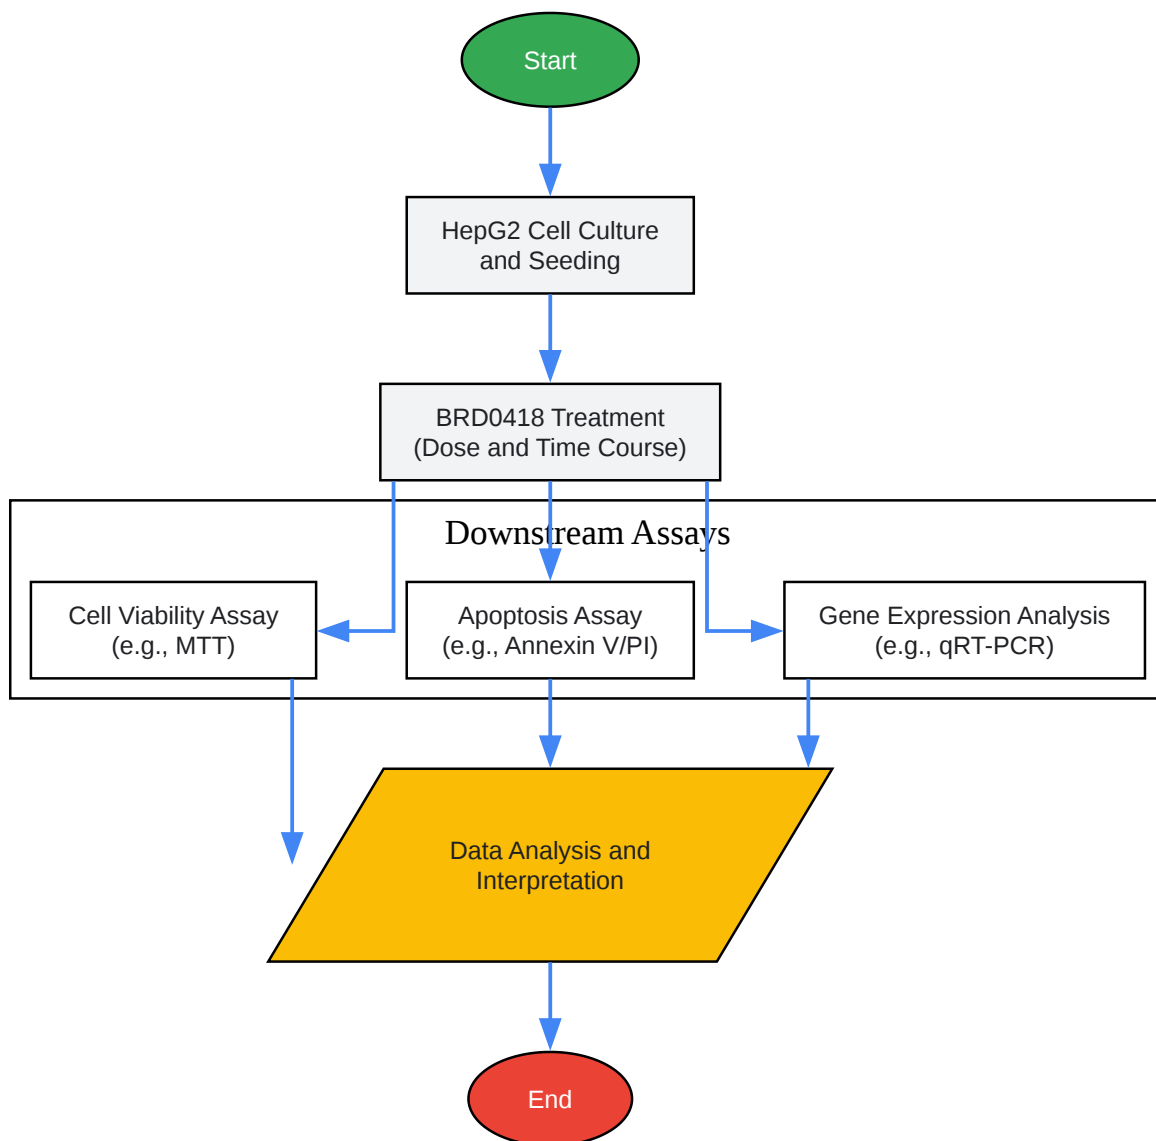 Start
HepG2 Cell Culture
and Seeding
BRD0418 Treatment
(Dose and Time Course)
Downstream Assays
Cell Viability Assay
(e.g., MTT)
Apoptosis Assay
(e.g., Annexin V/PI)
Gene Expression Analysis
(e.g., qRT-PCR)
Data Analysis and
Interpretation
End